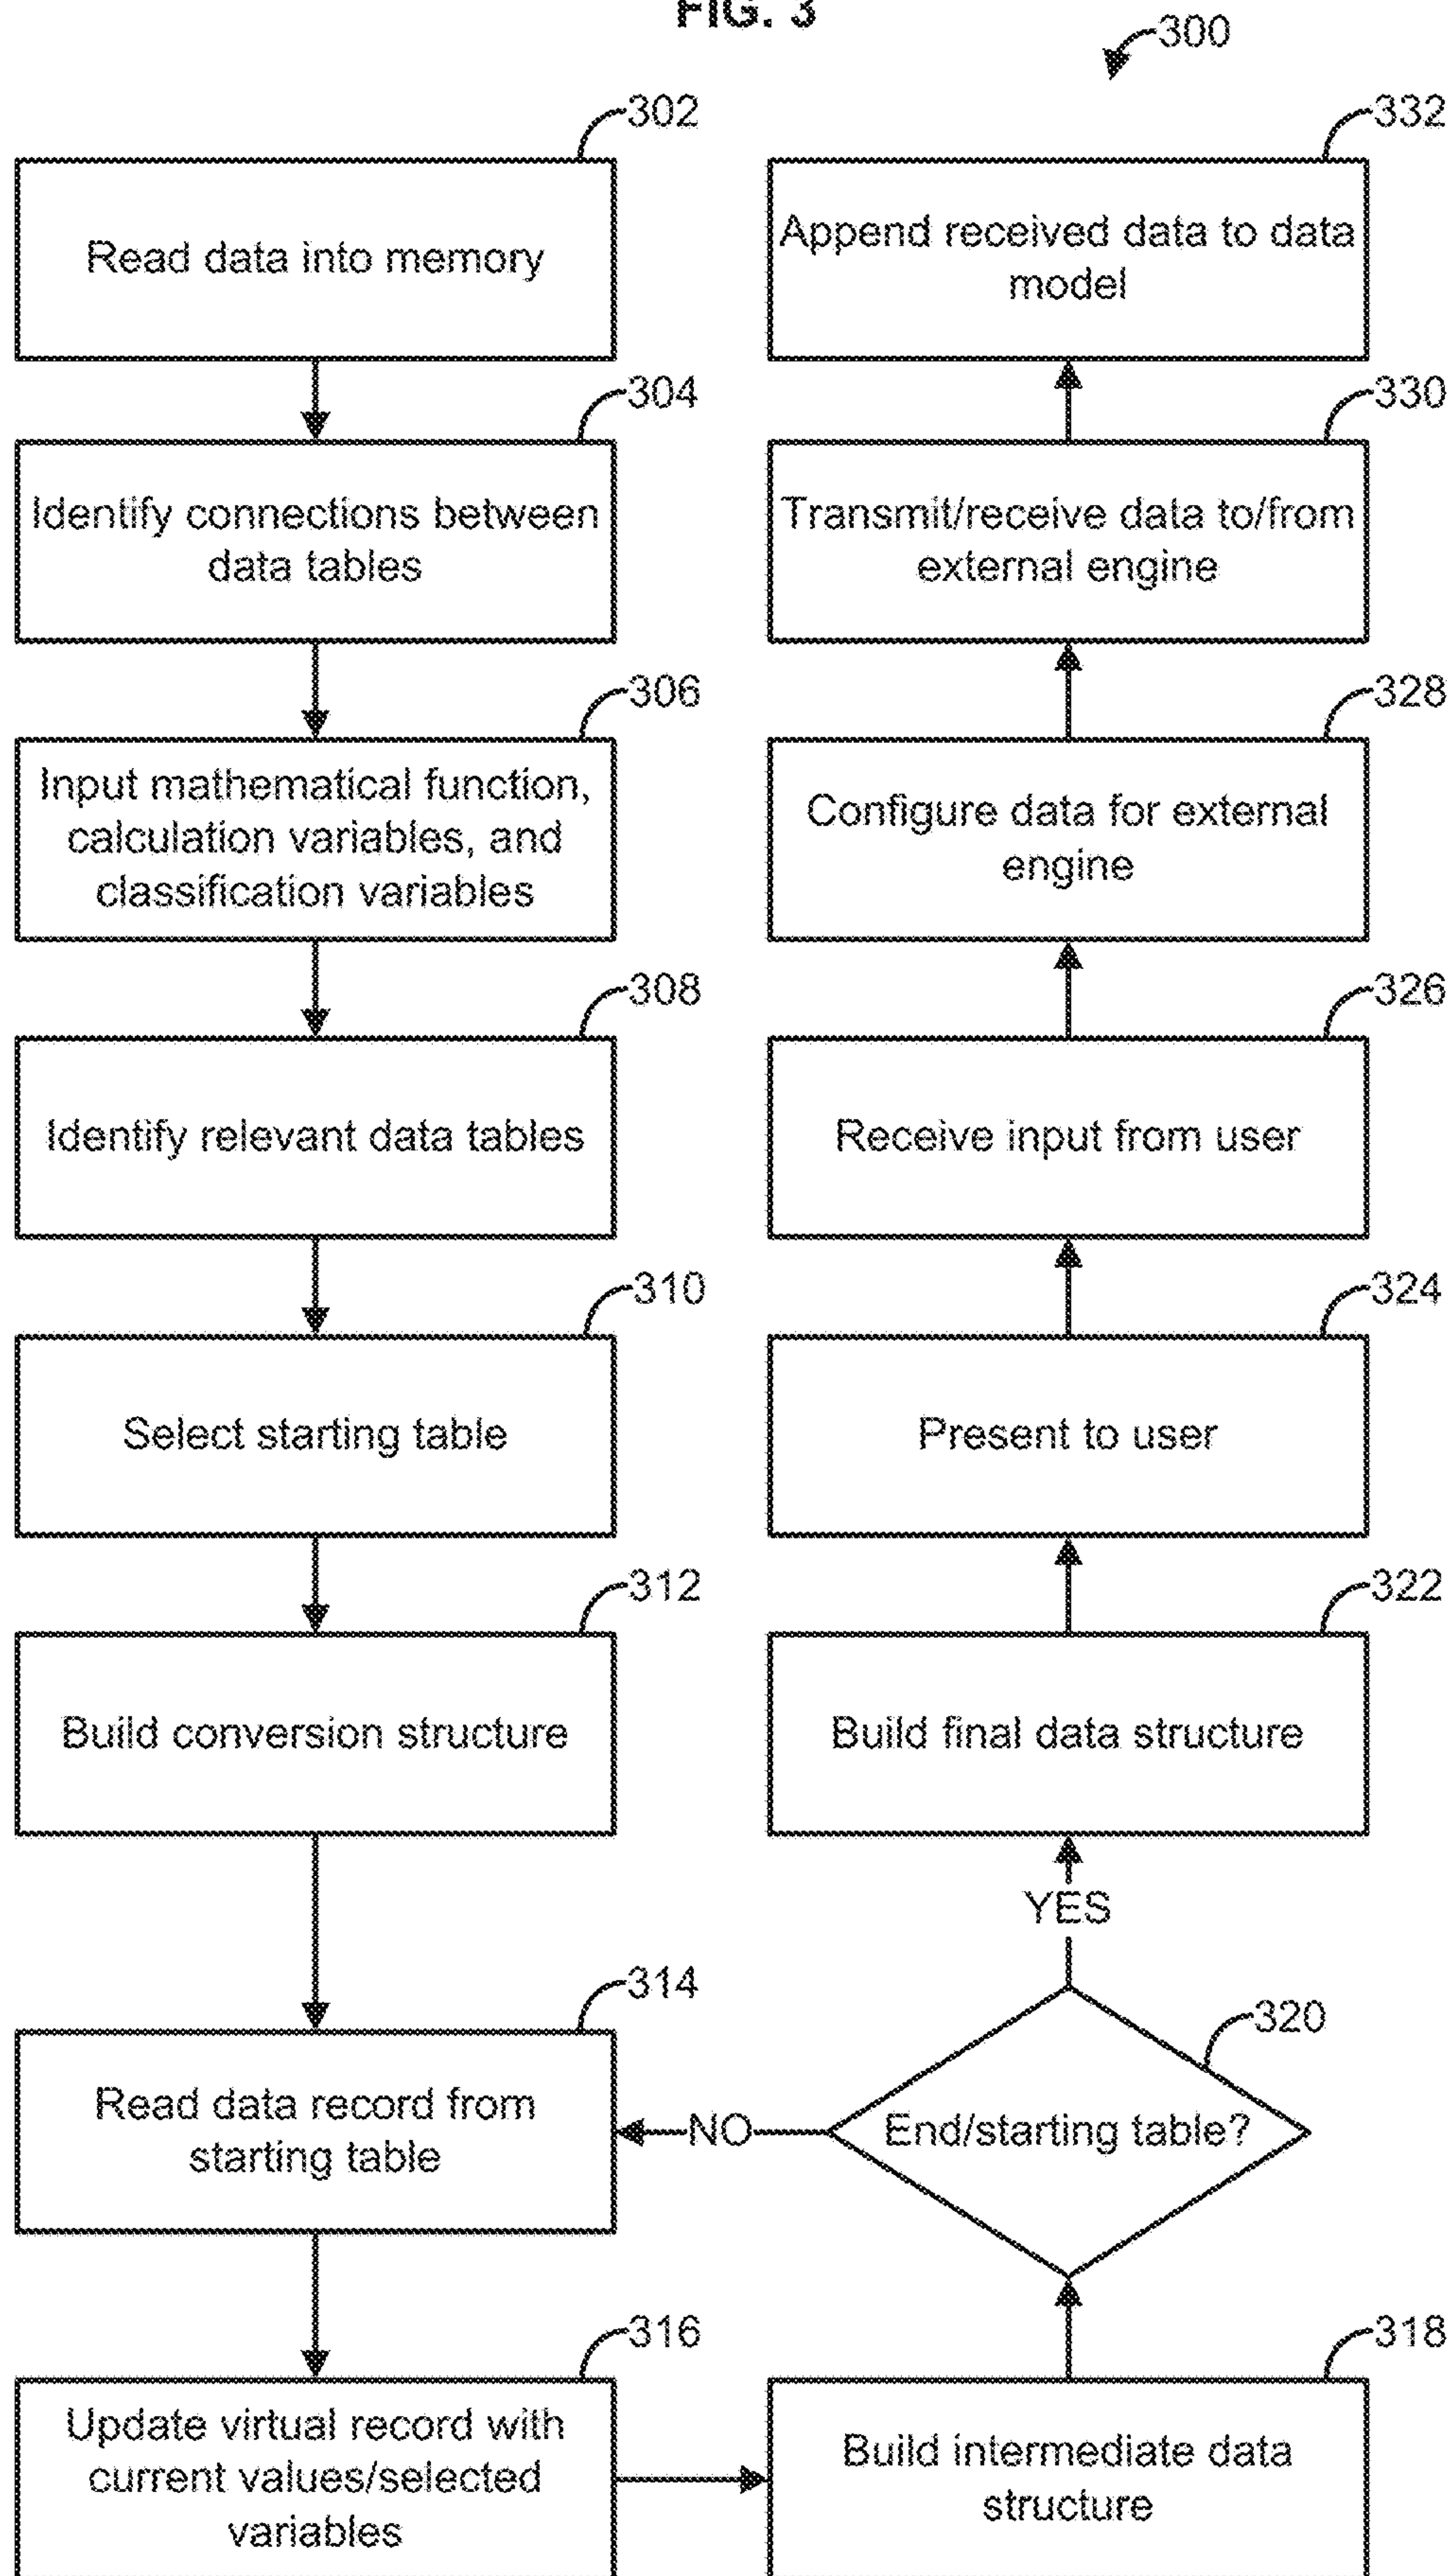 FIG. 3
300
302
Read data into memory
304
Identify connections between
data tables
306
Input mathematical function,
calculation variables, and
classification variables
308
Identify relevant data tables
310
Select starting table
312
Build conversion structure
314
Read data record from
starting table
316
Update virtual record with
current values/selected
variables
318
Build intermediate data
structure
320
End/starting table?
NO
YES
322
Build final data structure
324
Present to user
326
Receive input from user
328
Configure data for external
engine
330
Transmit/receive data to/from
external engine
332
Append received data to data
model